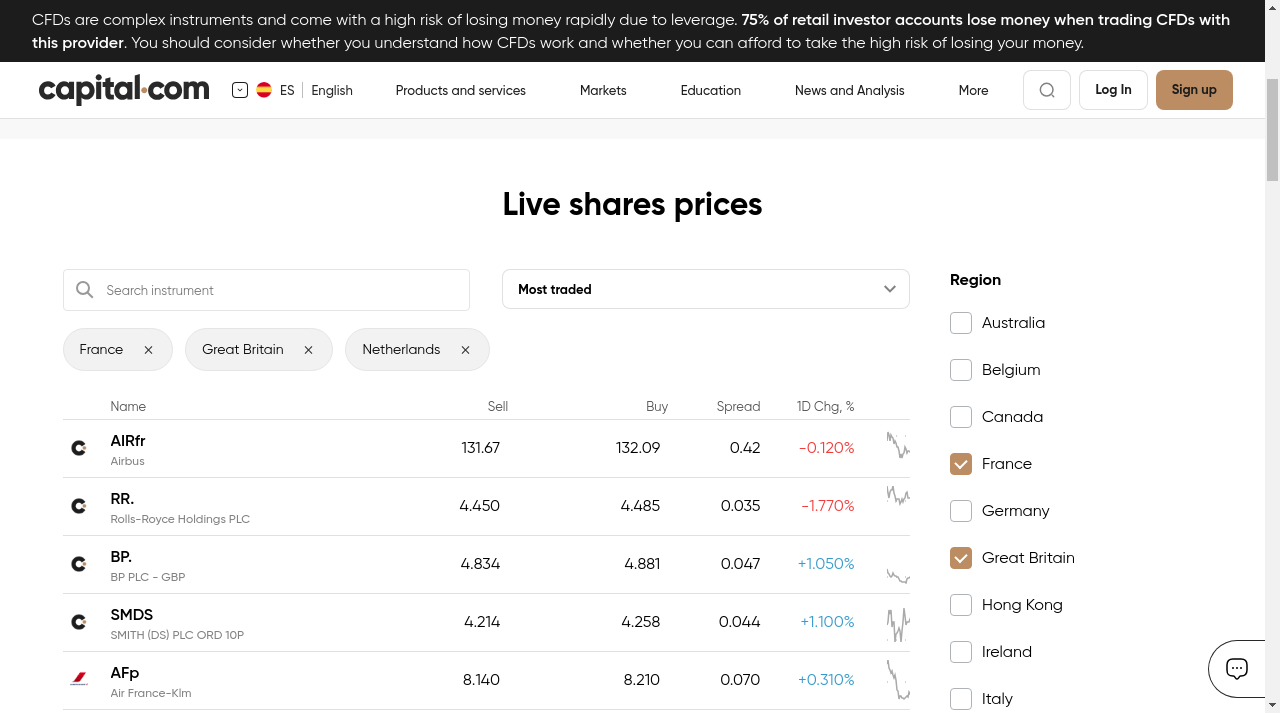 CFDs are complex instruments and come with a high risk of losing money rapidly due to leverage. 75% of retail investor accounts lose money when trading CFDs with
this provider. You should consider whether you understand how CFDs work and whether you can afford to take the high risk of losing your money.
capital.com ES English Products and services Markets Education News and Analysis More Log In Sign up
Live shares prices
Search instrument
Most traded
France Great Britain Netherlands
Name Sell Buy Spread 1D Chg, %
AIRfr 131.67 132.09 0.42 -0.120%
Airbus
RR. 4.450 4.485 0.035 -1.770%
Rolls-Royce Holdings PLC
BP. 4.834 4.881 0.047 +1.050%
BP PLC - GBP
SMDS 4.214 4.258 0.044 +1.100%
SMITH (DS) PLC ORD 10P
AFp 8.140 8.210 0.070 +0.310%
Air France-Klm
Region
Australia
Belgium
Canada
France
Germany
Great Britain
Hong Kong
Ireland
Italy